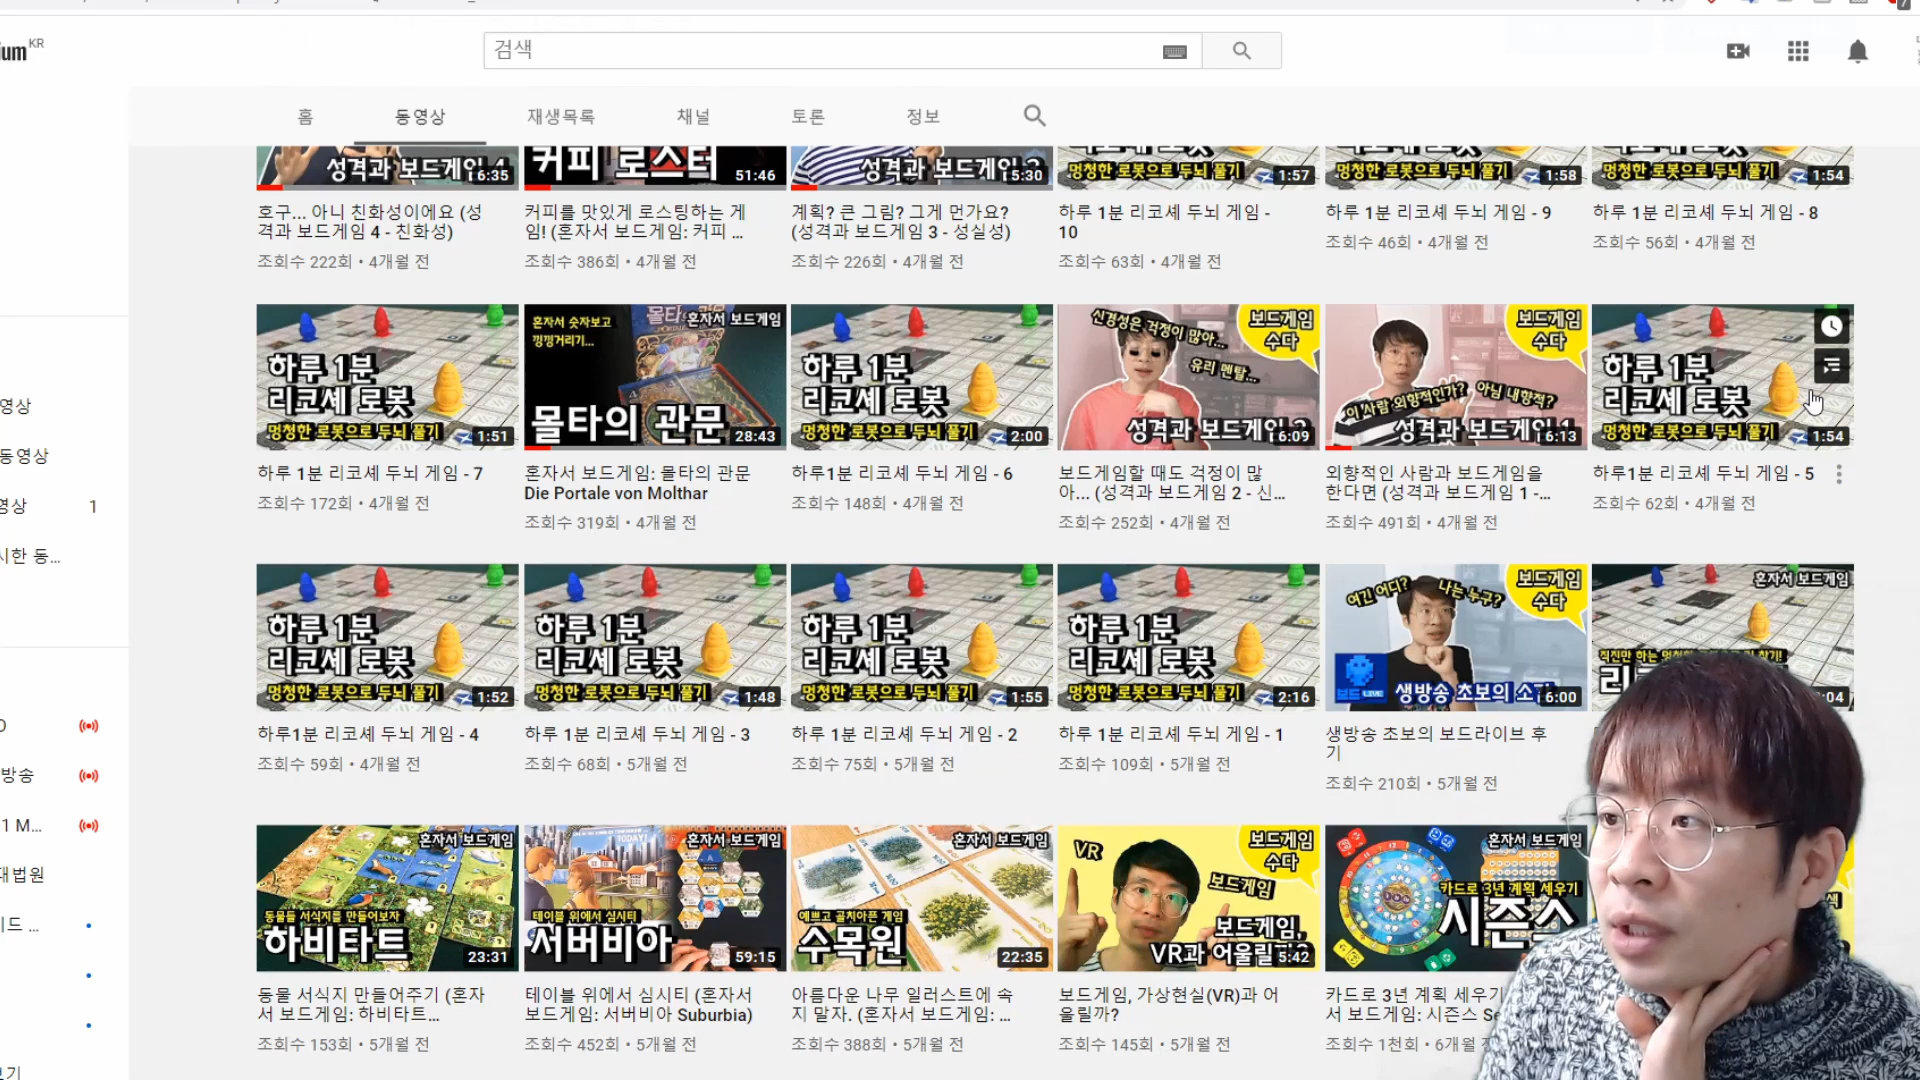 ium KR
검색
7
홈 동영상 재생목록 채널 토론 정보
성격과 보드게임 4 6:35
커피 로스터 51:46
성격과 보드게임 3 5:30
멍청한 로봇으로 두뇌 풀기 1:57
멍청한 로봇으로 두뇌 풀기 1:58
멍청한 로봇으로 두뇌 풀기 1:54
호구... 아니 친화성이에요 (성
격과 보드게임 4 - 친화성)
조회수 222회 • 4개월 전
커피를 맛있게 로스팅하는 게
임! (혼자서 보드게임: 커피 ...
조회수 386회 • 4개월 전
계획? 큰 그림? 그게 먼가요?
(성격과 보드게임 3 - 성실성)
조회수 226회 • 4개월 전
하루 1분 리코셰 두뇌 게임 -
10
조회수 63회 • 4개월 전
하루 1분 리코셰 두뇌 게임 - 9
조회수 46회 • 4개월 전
하루 1분 리코셰 두뇌 게임 - 8
조회수 56회 • 4개월 전
하루 1분
리코셰 로봇
멍청한 로봇으로 두뇌 풀기 1:51
혼자서 숫자보고
낑낑거리기...
혼자서 보드게임
몰타의 관문 28:43
하루 1분
리코셰 로봇
멍청한 로봇으로 두뇌 풀기 2:00
신경성은 걱정이 많아...
유리 멘탈...
보드게임
수다
성격과 보드게임 2 6:09
보드게임
수다
이 사람 외향적인가? 아님 내향적?
성격과 보드게임 1 6:13
하루 1분
리코셰 로봇
멍청한 로봇으로 두뇌 풀기 1:54
하루 1분 리코셰 두뇌 게임 - 7
조회수 172회 • 4개월 전
혼자서 보드게임: 몰타의 관문
Die Portale von Molthar
조회수 319회 • 4개월 전
하루1분 리코셰 두뇌 게임 - 6
조회수 148회 • 4개월 전
보드게임할 때도 걱정이 많
아... (성격과 보드게임 2 - 신...
조회수 252회 • 4개월 전
외향적인 사람과 보드게임을
한다면 (성격과 보드게임 1 -...
조회수 491회 • 4개월 전
하루1분 리코셰 두뇌 게임 - 5
조회수 62회 • 4개월 전
영상
동영상
영상 1
시한 동...
하루 1분
리코셰 로봇
멍청한 로봇으로 두뇌 풀기 1:52
하루 1분
리코셰 로봇
멍청한 로봇으로 두뇌 풀기 1:48
하루 1분
리코셰 로봇
멍청한 로봇으로 두뇌 풀기 1:55
하루 1분
리코셰 로봇
멍청한 로봇으로 두뇌 풀기 2:16
여긴 어디? 나는 누구?
보드게임
수다
보드 LIVE
생방송 초보의 소감 6:00
혼자서 보드게임
직진만 하는 멍청한
리 :04
하루1분 리코셰 두뇌 게임 - 4
조회수 59회 • 4개월 전
하루 1분 리코셰 두뇌 게임 - 3
조회수 68회 • 5개월 전
하루 1분 리코셰 두뇌 게임 - 2
조회수 75회 • 5개월 전
하루 1분 리코셰 두뇌 게임 - 1
조회수 109회 • 5개월 전
생방송 초보의 보드라이브 후
기
조회수 210회 • 5개월 전
방송
1 M...
대법원
이드 ...
보기
혼자서 보드게임
동물들 서식지를 만들어보자
하비타트 23:31
TODAY!
혼자서 보드게임
테이블 위에서 심시티
서버비아 59:15
혼자서 보드게임
예쁘고 골치아픈 게임
수목원 22:35
VR
보드게임
수다
보드게임
보드게임,
VR과 어울릴까? 5:42
혼자서 보드게임
카드로 3년 계획 세우기
시즌스
동물 서식지 만들어주기 (혼자
서 보드게임: 하비타트...
조회수 153회 • 5개월 전
테이블 위에서 심시티 (혼자서
보드게임: 서버비아 Suburbia)
조회수 452회 • 5개월 전
아름다운 나무 일러스트에 속
지 말자. (혼자서 보드게임: ...
조회수 388회 • 5개월 전
보드게임, 가상현실(VR)과 어
울릴까?
조회수 145회 • 5개월 전
카드로 3년 계획 세우기
서 보드게임: 시즌스 Se
조회수 1천회 • 6개월